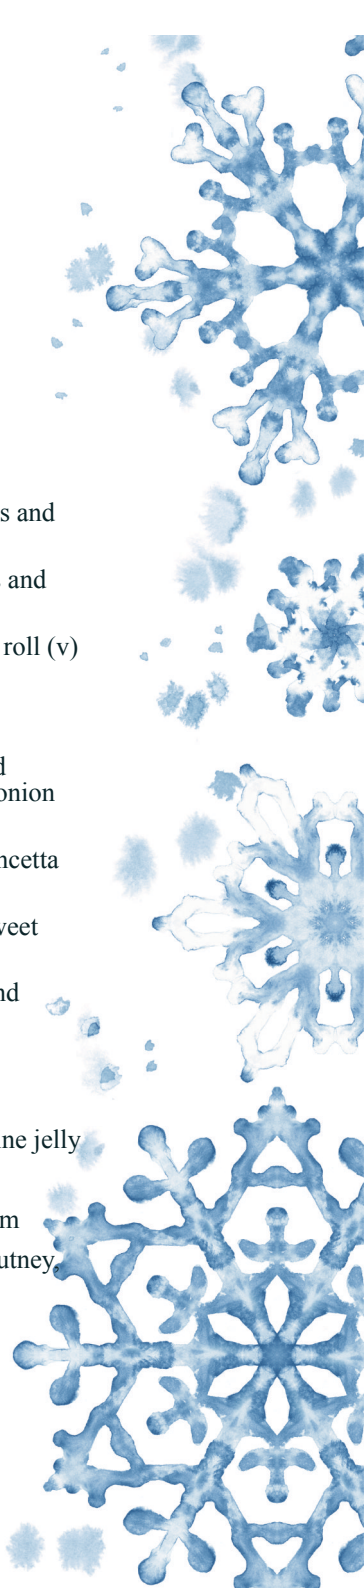 s and
and
roll (v)
d
onion
ncetta
weet
nd
ne jelly
m
utney,